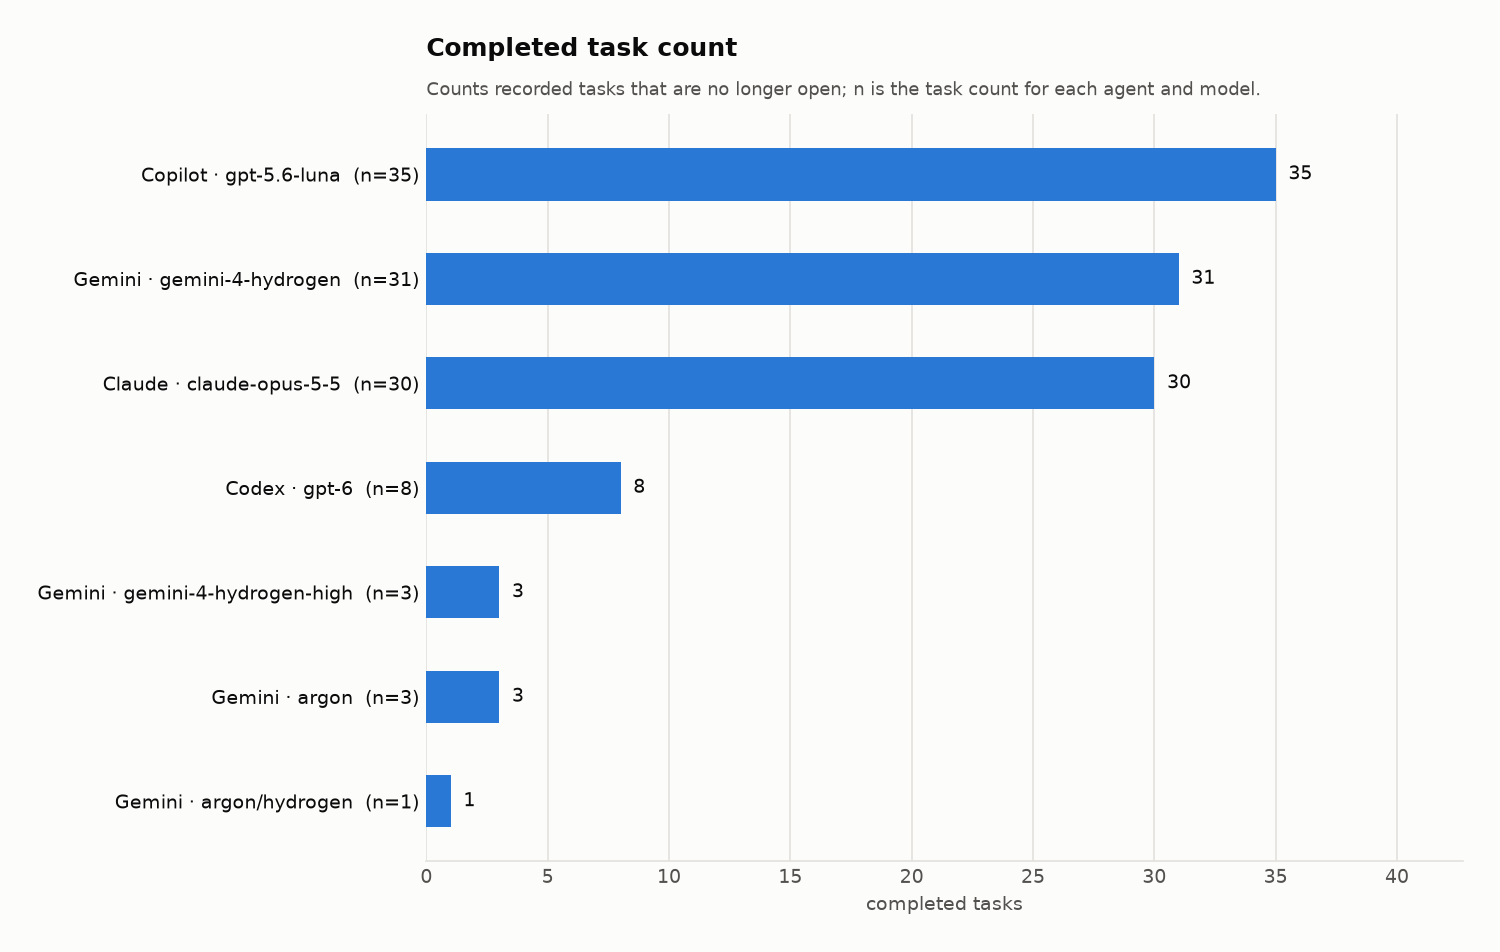 Completed task count
Counts recorded tasks that are no longer open; n is the task count for each agent and model.
Copilot · gpt-5.6-luna  (n=35)
35
Gemini · gemini-4-hydrogen  (n=31)
31
Claude · claude-opus-5-5  (n=30)
30
Codex · gpt-6  (n=8)
8
Gemini · gemini-4-hydrogen-high  (n=3)
3
Gemini · argon  (n=3)
3
Gemini · argon/hydrogen  (n=1)
1
0 5 10 15 20 25 30 35 40
completed tasks